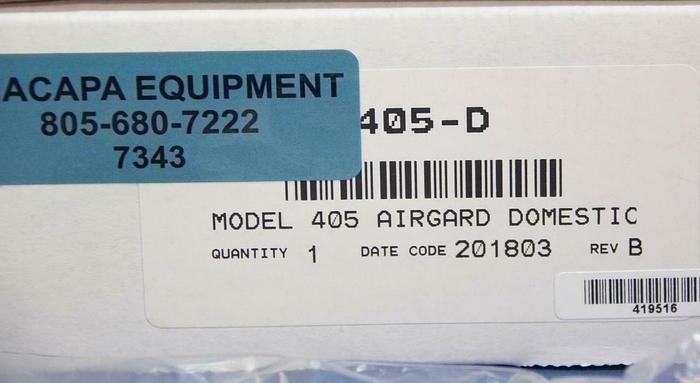 ACAPA EQUIPMENT
805-680-7222
7343
405-D
MODEL 405 AIRGARD DOMESTIC
QUANTITY 1 DATE CODE 201803 REV B
419516